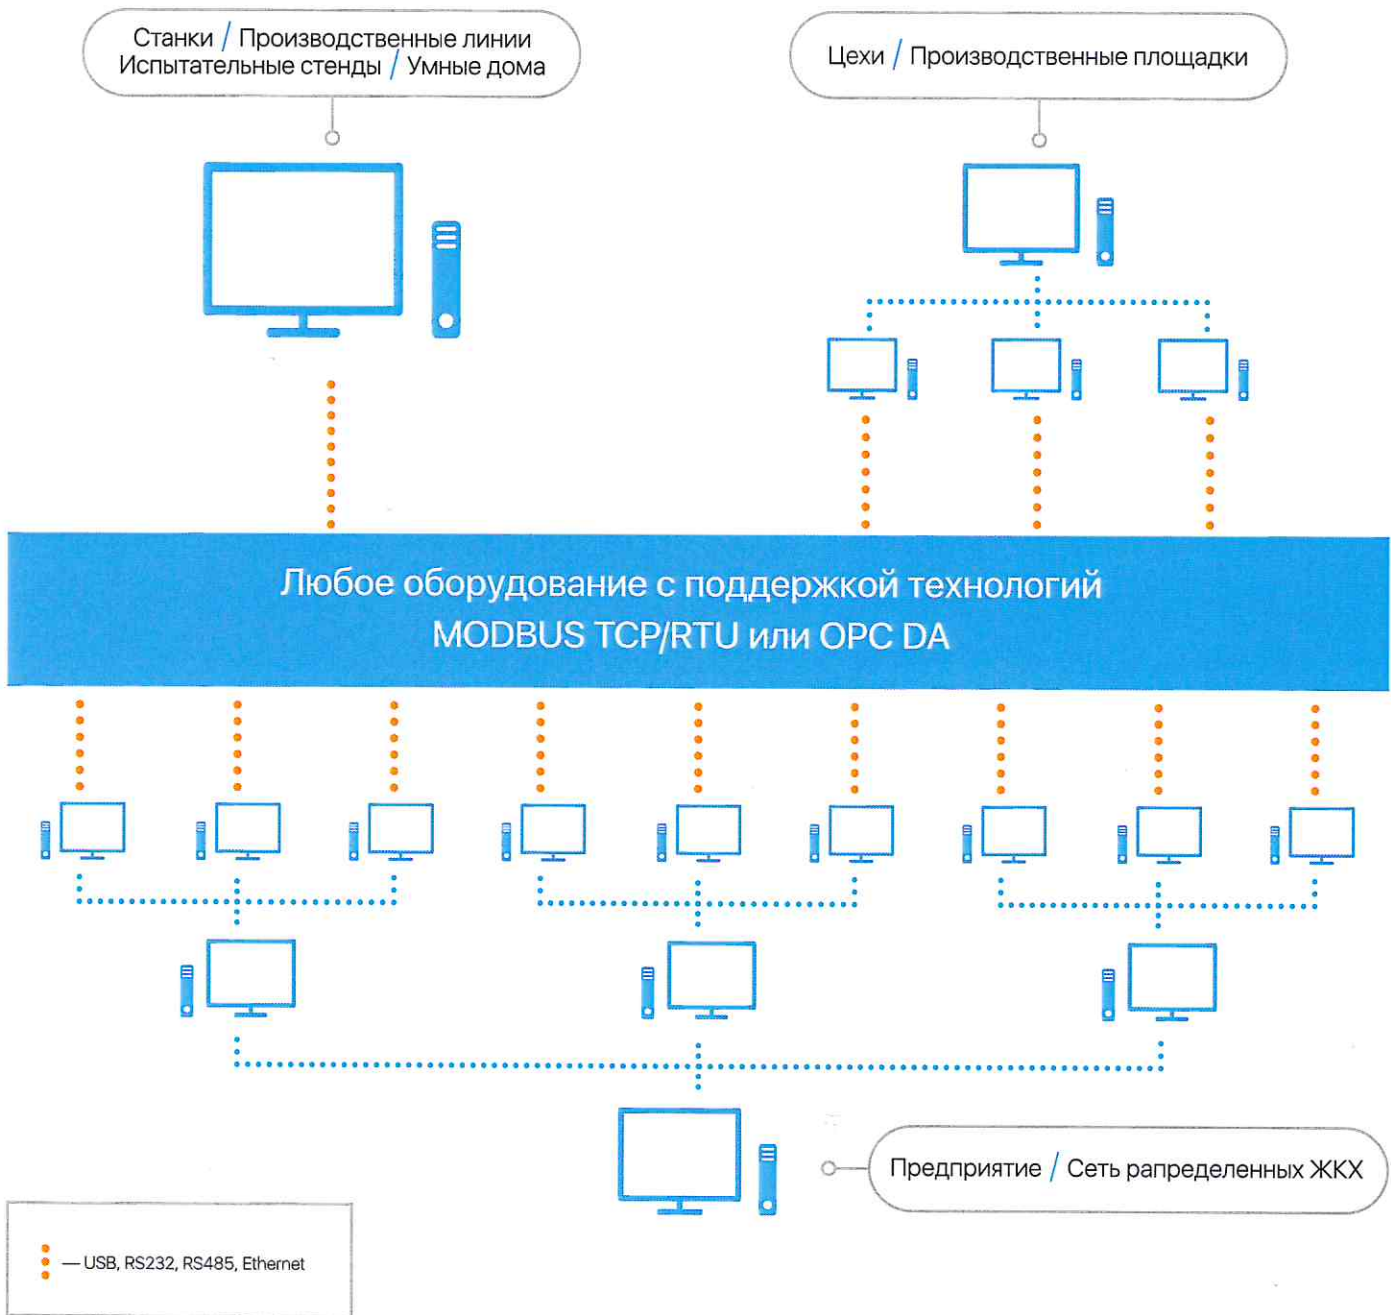 Станки / Производственные линии
Испытательные стенды / Умные дома
Цехи / Производственные площадки
Любое оборудование с поддержкой технологий
MODBUS TCP/RTU или OPC DA
Предприятие / Сеть рапределенных ЖКХ
— USB, RS232, RS485, Ethernet